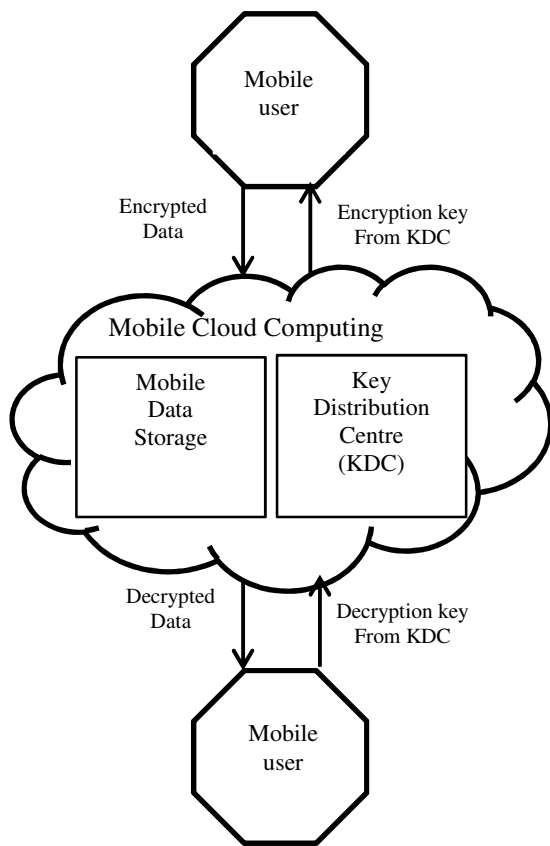 Mobile
user
Encrypted
Data
Encryption key
From KDC
Mobile Cloud Computing
Mobile
Data
Storage
Key
Distribution
Centre
(KDC)
Decrypted
Data
Decryption key
From KDC
Mobile
user